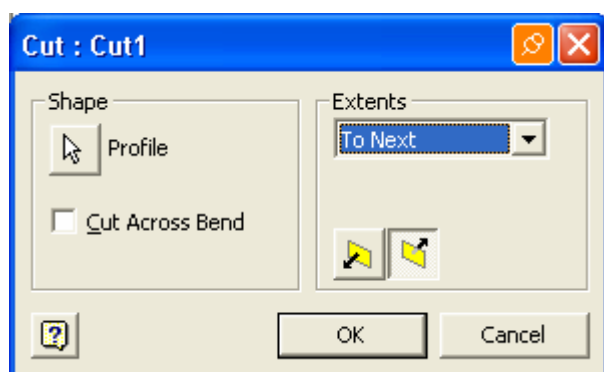 Cut : Cut1
Shape
Profile
Cut Across Bend
Extents
To Next
?
OK
Cancel